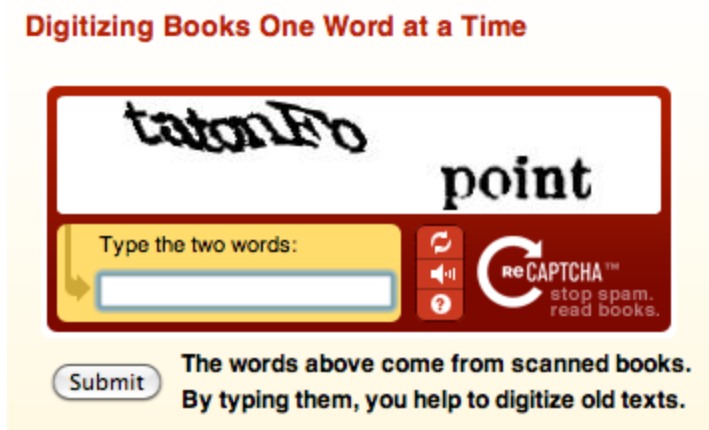 Digitizing Books One Word at a Time
tatonFo
point
Type the two words:
reCAPTCHA™
stop spam.
read books.
Submit
The words above come from scanned books.
By typing them, you help to digitize old texts.